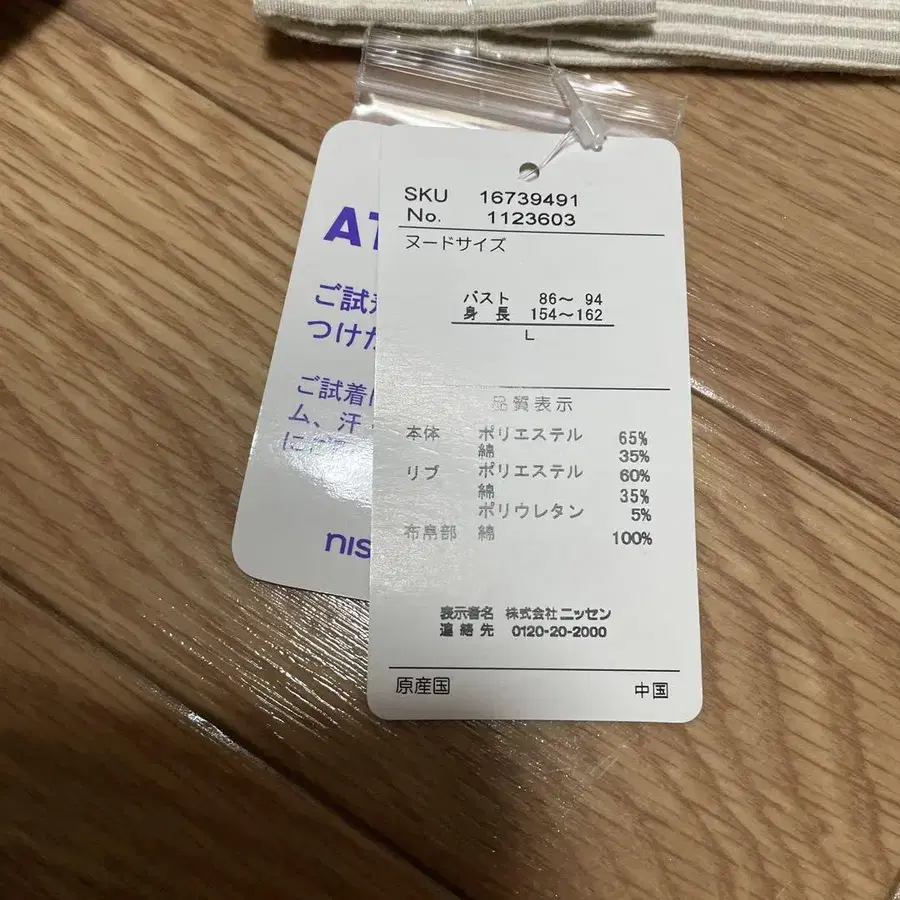 SKU 16739491
No. 1123603
ヌードサイズ
バスト 86～ 94
身長 154～162
L
品質表示
本体 ポリエステル 65%
綿 35%
リブ ポリエステル 60%
綿 35%
ポリウレタン 5%
布帛部 綿 100%
表示者名 株式会社ニッセン
連絡先 0120-20-2000
原産国 中国
AT
ご試着
つけた
ご試着
ム、汗
nis